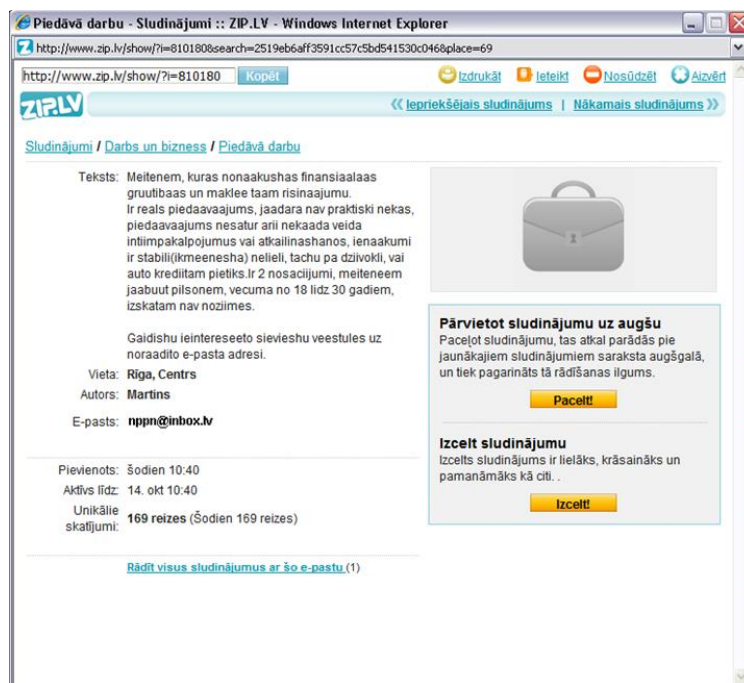 Piedāvā darbu - Sludinājumi :: ZIP.LV - Windows Internet Explorer
http://www.zip.lv/show/?i=810180&search=2519eb6aff3591cc57c5bd541530c046&place=69
http://www.zip.lv/show/?i=810180 Kopēt Izdrukāt Ieteikt Nosūdzēt Aizvērt
ZIP.LV << Iepriekšējais sludinājums | Nākamais sludinājums >>
Sludinājumi / Darbs un bizness / Piedāvā darbu
Teksts: Meitenem, kuras nonaakushas finansiaalaas
gruutibaas un maklee taam risinaajumu.
Ir reals piedaavaajums, jaadara nav praktiski nekas,
piedaavaajums nesatur arii nekaada veida
intiimpakalpojumus vai atkailinashanos, ienaakumi
ir stabili(ikmeenesha) nelieli, tachu pa dziivokli, vai
auto krediitam pietiks.Ir 2 nosaciijumi, meiteneem
jaabuut pilsonem, vecuma no 18 lidz 30 gadiem,
izskatam nav noziimes.
Gaidishu ieintereseeto sievieshu veestules uz
noraadito e-pasta adresi.
Vieta: Rīga, Centrs
Autors: Martins
E-pasts: nppn@inbox.lv
Pievienots: šodien 10:40
Aktīvs līdz: 14. okt 10:40
Unikālie
skatījumi: 169 reizes (Šodien 169 reizes)
Rādīt visus sludinājumus ar šo e-pastu (1)
Pārvietot sludinājumu uz augšu
Paceļot sludinājumu, tas atkal parādās pie
jaunākajiem sludinājumiem saraksta augšgalā,
un tiek pagarināts tā rādīšanas ilgums.
Pacelt!
Izcelt sludinājumu
Izcelts sludinājums ir lielāks, krāsaināks un
pamanāmāks kā citi. .
Izcelt!